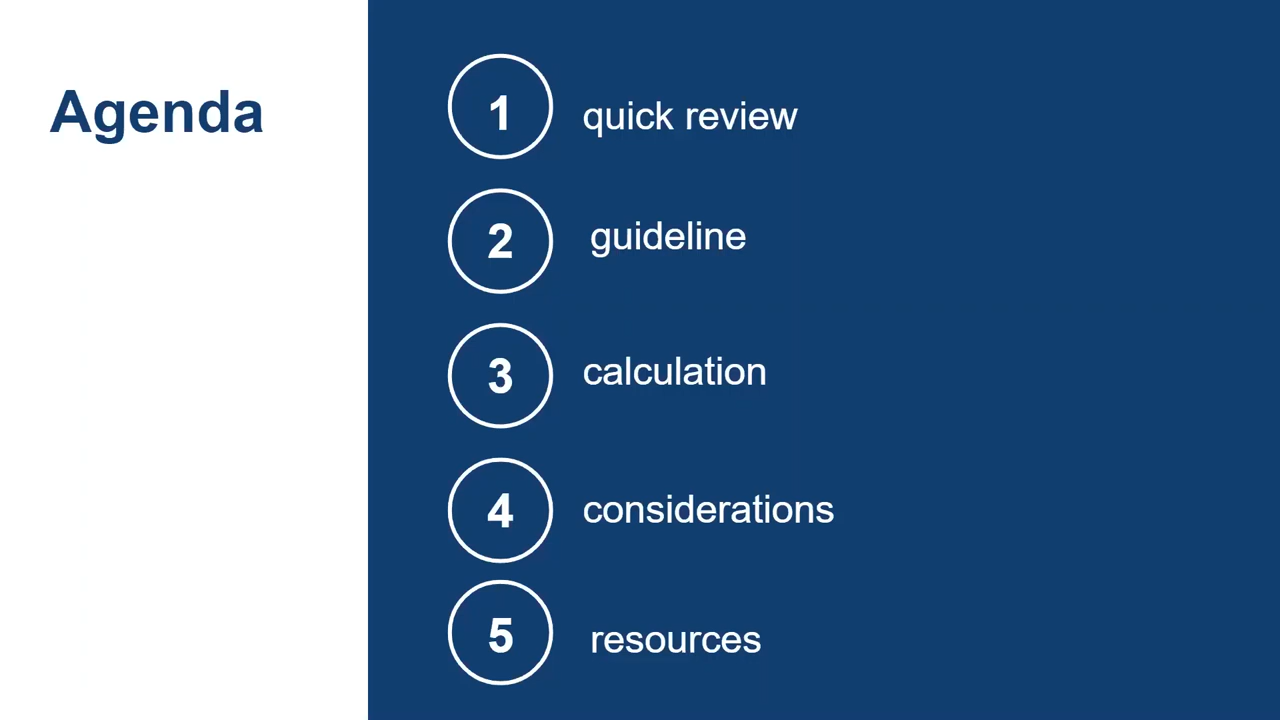 Agenda
1 quick review
2 guideline
3 calculation
4 considerations
5 resources